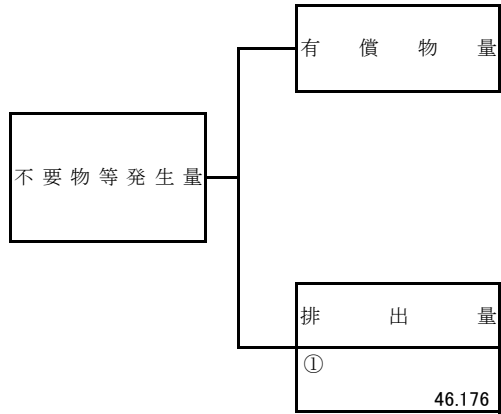 有償物量
不要物等発生量
排出量
①
46.176